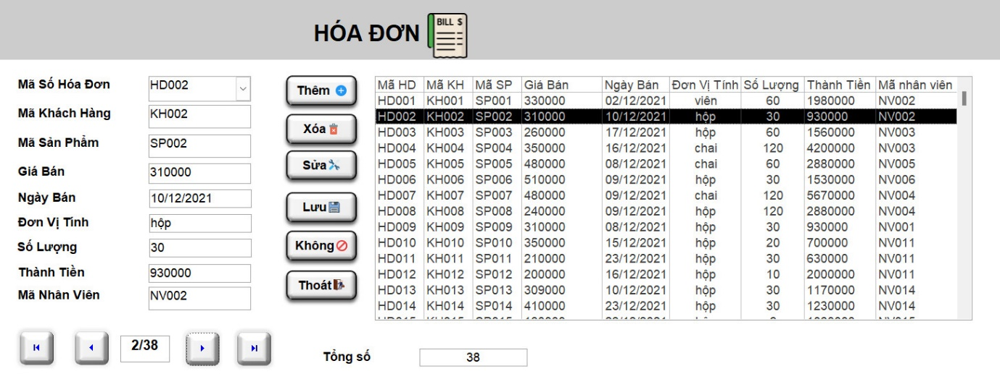 HÓA ĐƠN
BILL $
Mã Số Hóa Đơn HD002
Mã Khách Hàng KH002
Mã Sản Phẩm SP002
Giá Bán 310000
Ngày Bán 10/12/2021
Đơn Vị Tính hộp
Số Lượng 30
Thành Tiền 930000
Mã Nhân Viên NV002
Thêm
Xóa
Sửa
Lưu
Không
Thoát
Mã HD Mã KH Mã SP Giá Bán Ngày Bán Đơn Vị Tính Số Lượng Thành Tiền Mã nhân viên
HD001 KH001 SP001 330000 02/12/2021 viên 60 1980000 NV002
HD002 KH002 SP002 310000 10/12/2021 hộp 30 930000 NV002
HD003 KH003 SP003 260000 17/12/2021 hộp 60 1560000 NV003
HD004 KH004 SP004 350000 16/12/2021 chai 120 4200000 NV003
HD005 KH005 SP005 480000 08/12/2021 chai 60 2880000 NV005
HD006 KH006 SP006 510000 09/12/2021 hộp 30 1530000 NV006
HD007 KH007 SP007 480000 09/12/2021 chai 120 5670000 NV004
HD008 KH008 SP008 240000 09/12/2021 hộp 120 2880000 NV004
HD009 KH009 SP009 310000 08/12/2021 hộp 30 930000 NV001
HD010 KH010 SP010 350000 15/12/2021 hộp 20 700000 NV011
HD011 KH011 SP011 210000 23/12/2021 hộp 30 630000 NV011
HD012 KH012 SP012 200000 16/12/2021 hộp 10 2000000 NV011
HD013 KH013 SP013 309000 10/12/2021 hộp 30 1170000 NV014
HD014 KH014 SP014 410000 23/12/2021 hộp 30 1230000 NV014
2/38
Tổng số 38